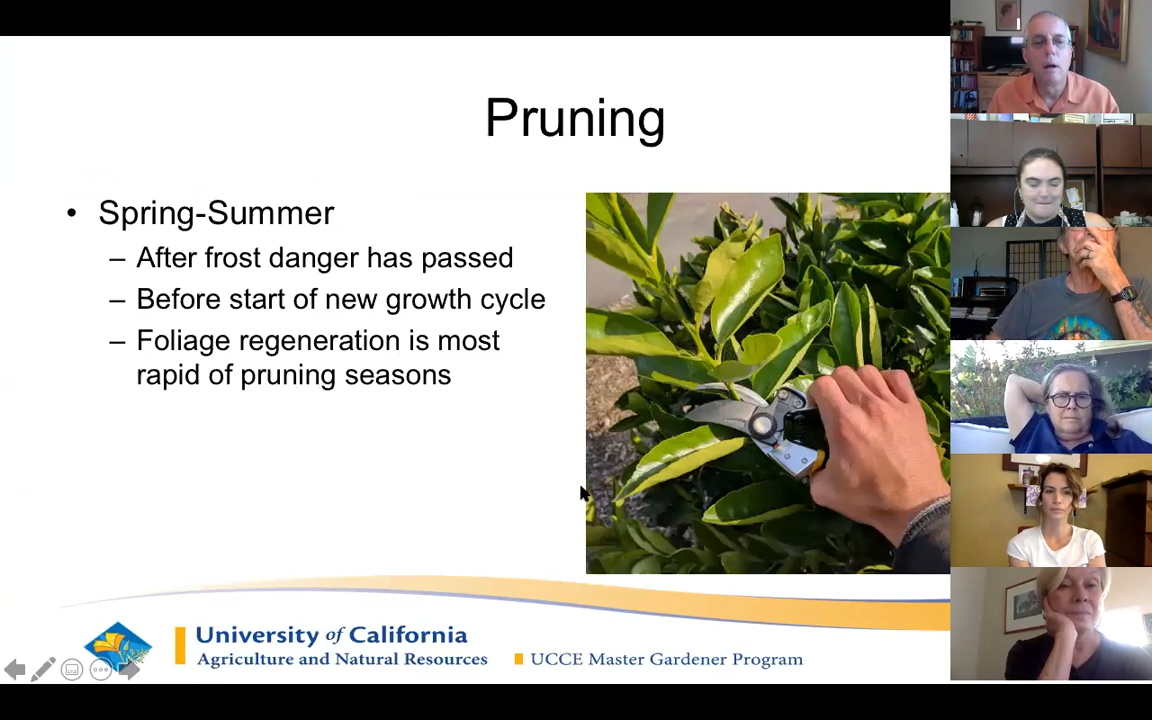 Pruning
• Spring-Summer
– After frost danger has passed
– Before start of new growth cycle
– Foliage regeneration is most
rapid of pruning seasons
University of California
Agriculture and Natural Resources
UCCE Master Gardener Program